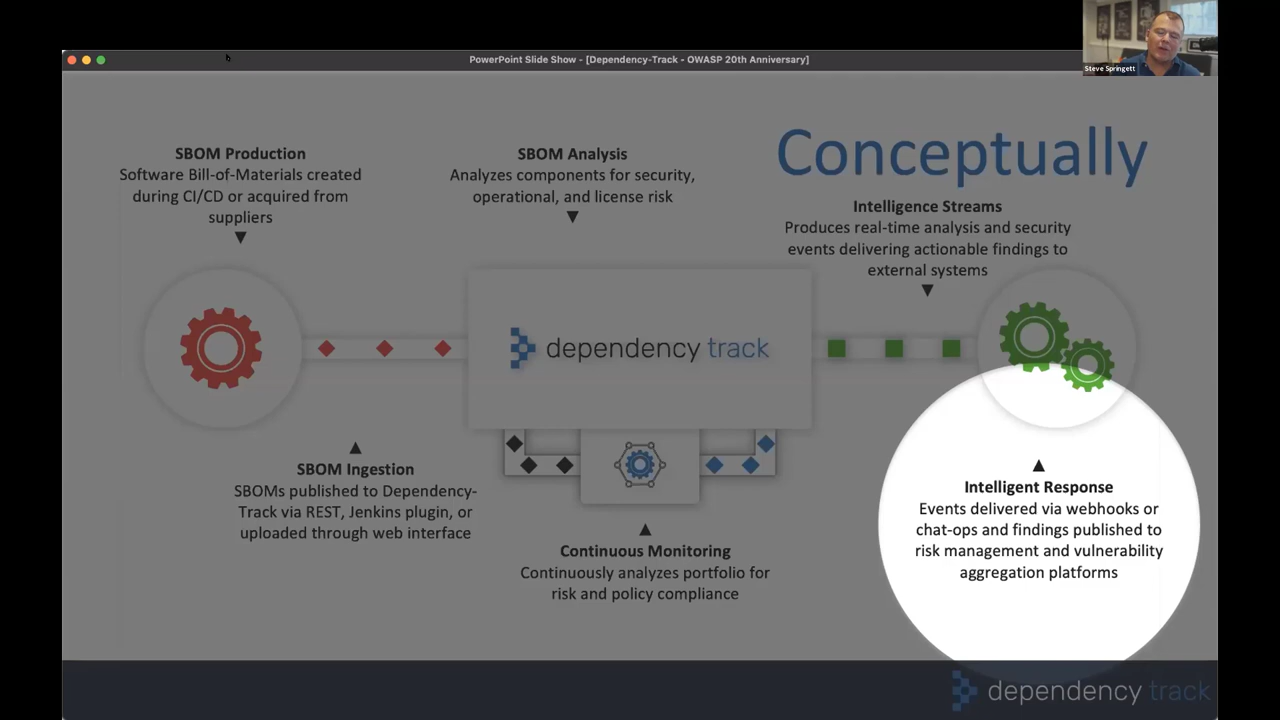 PowerPoint Slide Show - [Dependency-Track - OWASP 20th Anniversary]
Steve Springett
Conceptually
SBOM Production
Software Bill-of-Materials created
during CI/CD or acquired from
suppliers
SBOM Analysis
Analyzes components for security,
operational, and license risk
Intelligence Streams
Produces real-time analysis and security
events delivering actionable findings to
external systems
dependency track
SBOM Ingestion
SBOMs published to Dependency-
Track via REST, Jenkins plugin, or
uploaded through web interface
Continuous Monitoring
Continuously analyzes portfolio for
risk and policy compliance
Intelligent Response
Events delivered via webhooks or
chat-ops and findings published to
risk management and vulnerability
aggregation platforms
dependency track